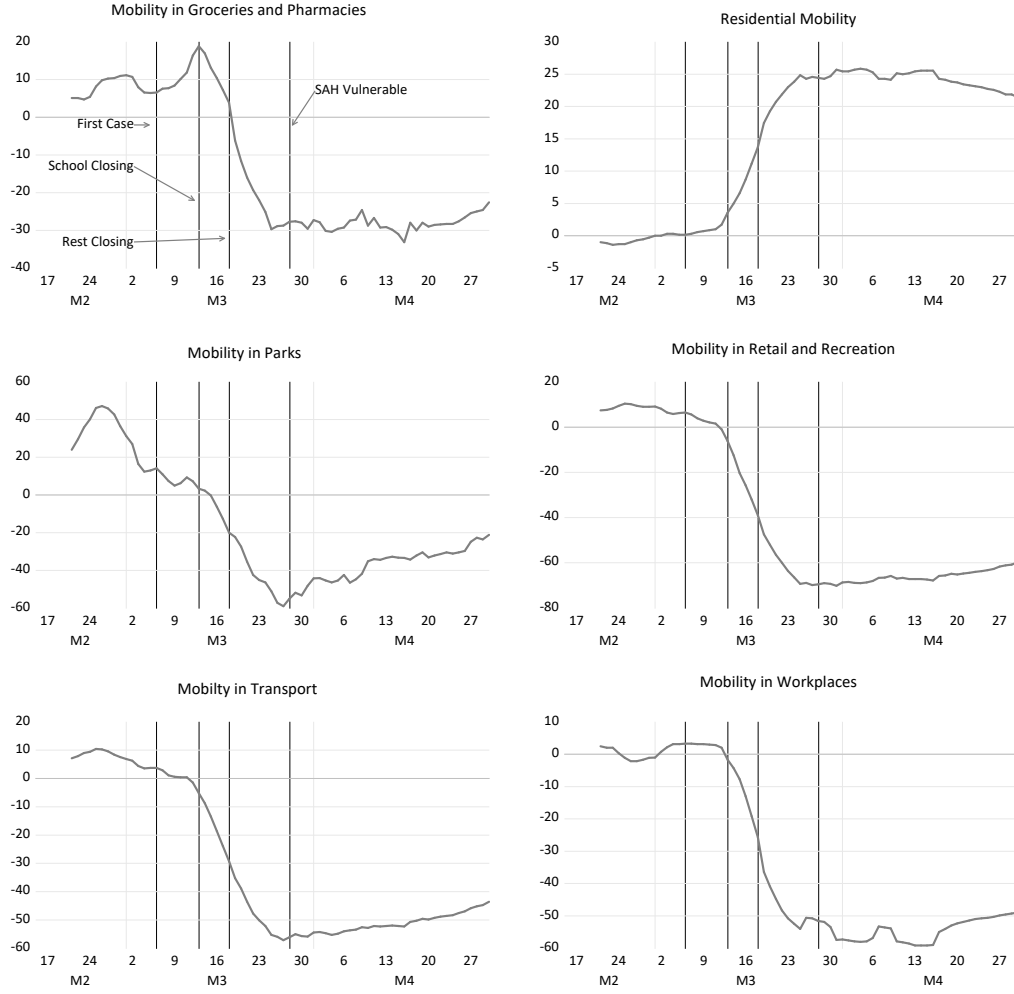 Mobility in Groceries and Pharmacies
20
10
0
-10
-20
-30
-40
SAH Vulnerable
First Case
School Closing
Rest Closing
17 24 2 9 16 23 30 6 13 20 27
M2 M3 M4
Residential Mobility
30
25
20
15
10
5
0
-5
17 24 2 9 16 23 30 6 13 20 27
M2 M3 M4
Mobility in Parks
60
40
20
0
-20
-40
-60
17 24 2 9 16 23 30 6 13 20 27
M2 M3 M4
Mobility in Retail and Recreation
20
0
-20
-40
-60
-80
17 24 2 9 16 23 30 6 13 20 27
M2 M3 M4
Mobilty in Transport
20
10
0
-10
-20
-30
-40
-50
-60
17 24 2 9 16 23 30 6 13 20 27
M2 M3 M4
Mobility in Workplaces
10
0
-10
-20
-30
-40
-50
-60
17 24 2 9 16 23 30 6 13 20 27
M2 M3 M4